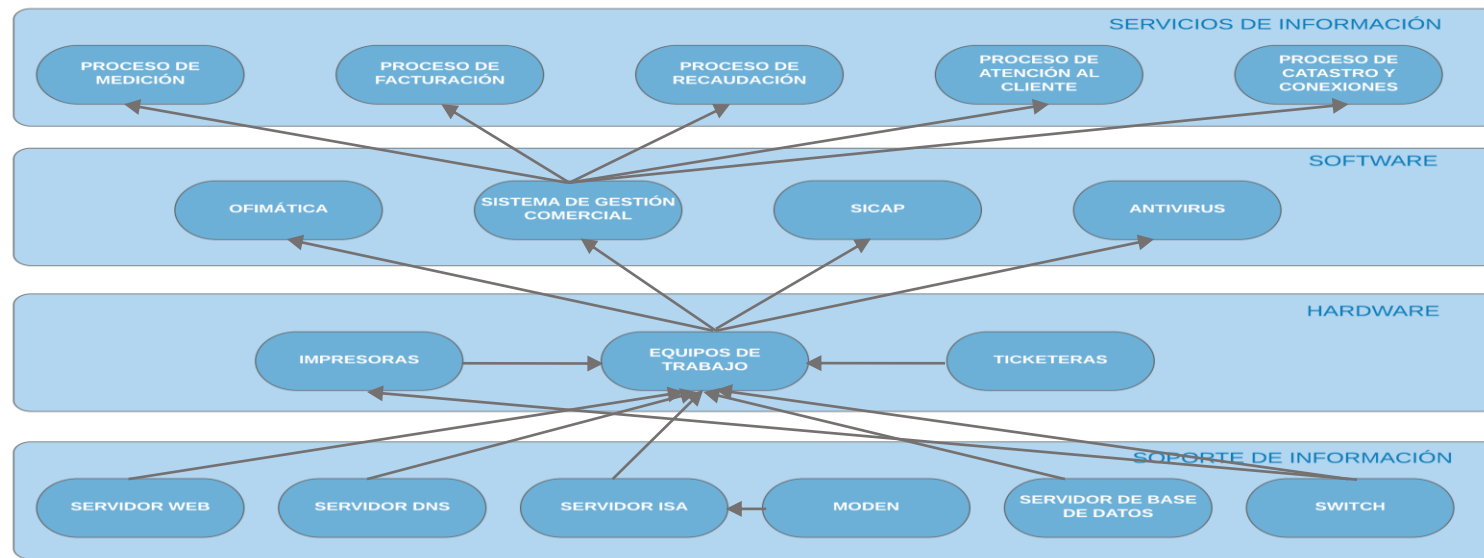 SERVICIOS DE INFORMACIÓN
PROCESO DE
MEDICIÓN
PROCESO DE
FACTURACIÓN
PROCESO DE
RECAUDACIÓN
PROCESO DE
ATENCIÓN AL
CLIENTE
PROCESO DE
CATASTRO Y
CONEXIONES
SOFTWARE
OFIMÁTICA
SISTEMA DE GESTIÓN
COMERCIAL
SICAP
ANTIVIRUS
HARDWARE
IMPRESORAS
EQUIPOS DE
TRABAJO
TICKETERAS
SOPORTE DE INFORMACIÓN
SERVIDOR WEB
SERVIDOR DNS
SERVIDOR ISA
MODEN
SERVIDOR DE BASE
DE DATOS
SWITCH